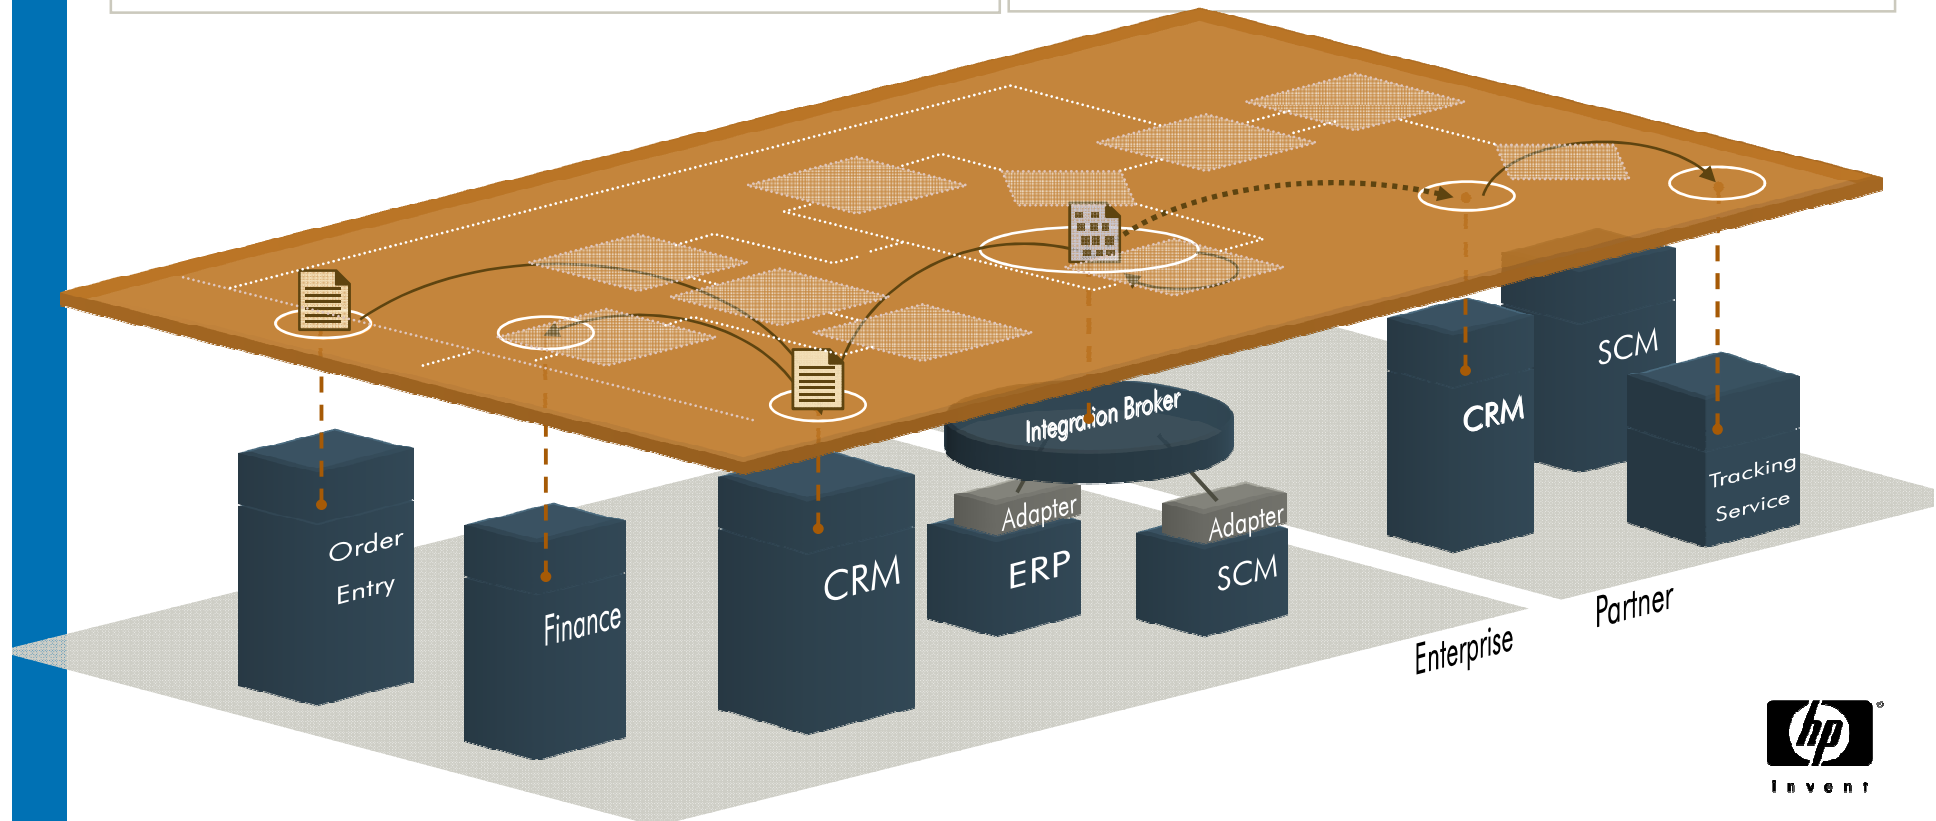 Integration Broker
SCM
CRM
Tracking
Service
Order
Entry
Finance
CRM
Adapter
ERP
Adapter
SCM
Partner
Enterprise
hp
®
invent